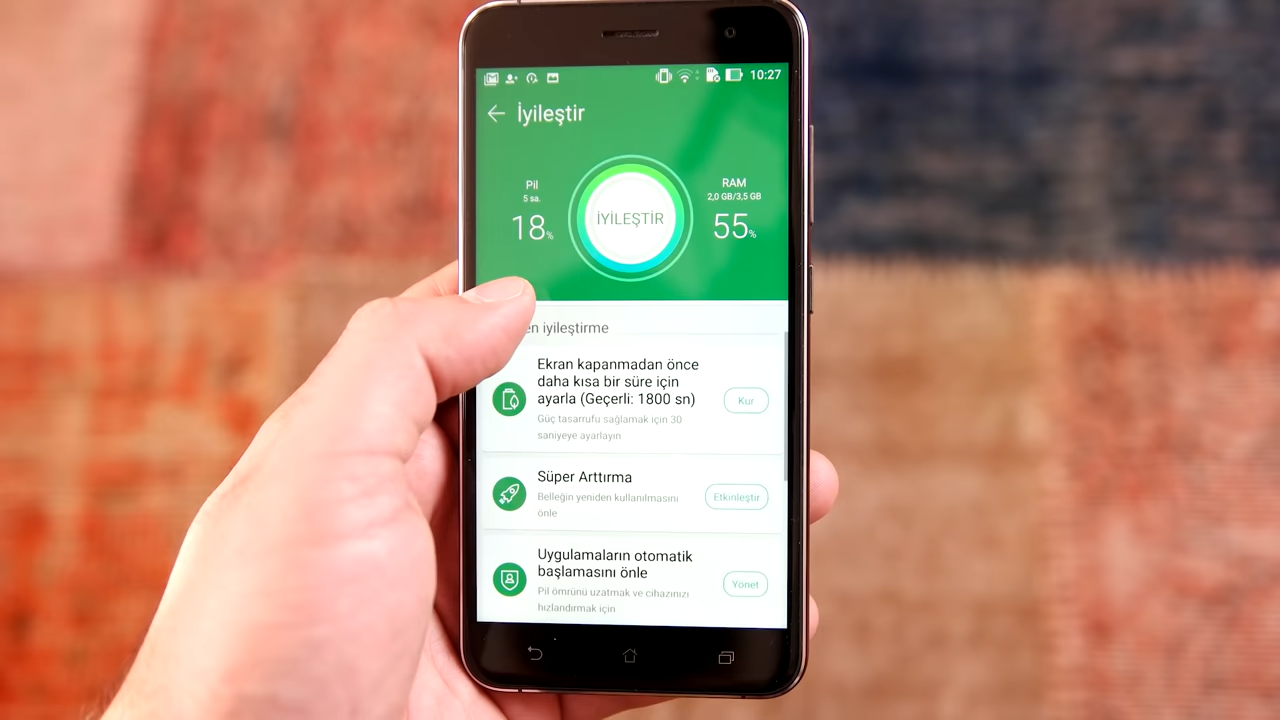 10:27
İyileştir
Pil
5 sa.
18%
İYİLEŞTİR
RAM
2,0 GB/3,5 GB
55%
iyileştirme
Ekran kapanmadan önce
daha kısa bir süre için
ayarla (Geçerli: 1800 sn)
Güç tasarrufu sağlamak için 30
saniyeye ayarlayın
Kur
Süper Arttırma
Belleğin yeniden kullanılmasını
önle
Etkinleştir
Uygulamaların otomatik
başlamasını önle
Pil ömrünü uzatmak ve cihazınızı
hızlandırmak için
Yönet